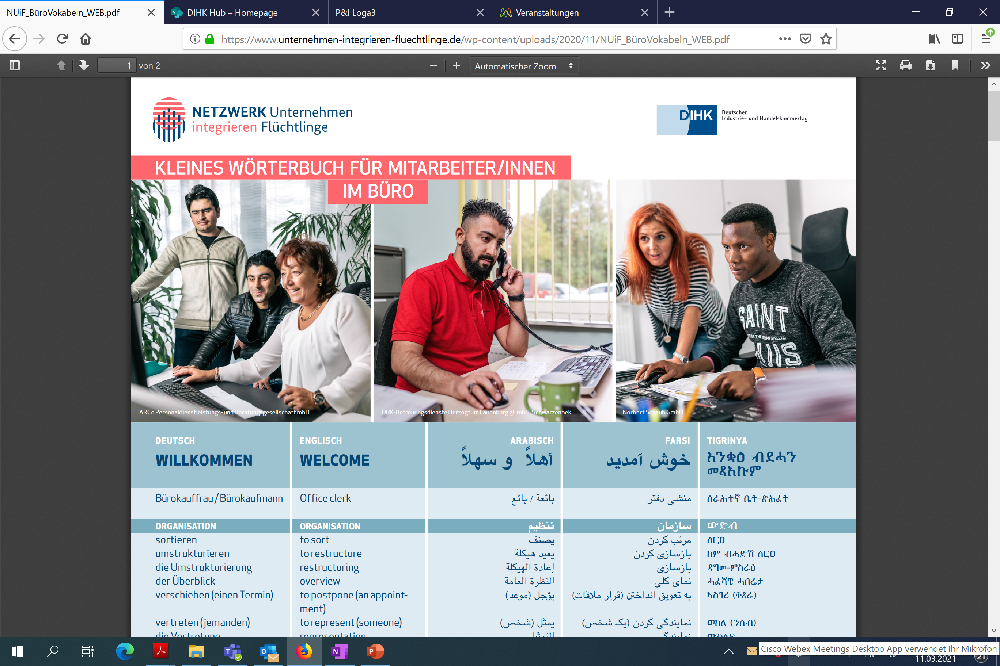 NUiF_BüroVokabeln_WEB.pdf
DIHK Hub – Homepage
P&I Loga3
Veranstaltungen
https://www.unternehmen-integrieren-fluechtlinge.de/wp-content/uploads/2020/11/NUiF_BüroVokabeln_WEB.pdf
1 von 2
Automatischer Zoom
NETZWERK Unternehmen
integrieren Flüchtlinge
DIHK
Deutscher
Industrie- und Handelskammertag
KLEINES WÖRTERBUCH FÜR MITARBEITER/INNEN
IM BÜRO
SAINT
ARCo Personaldienstleistungs- und Beratungsgesellschaft mbH
DRK-Betreuungsdienste Herzogtum Lauenburg gGmbH, Schwarzenbek
Norbert Schaub GmbH
DEUTSCH ENGLISCH ARABISCH FARSI TIGRINYA
WILLKOMMEN WELCOME أهلاً و سهلاً خوش آمدید እንቋዕ ብደሓን
መጻእኩም
Bürokauffrau / Bürokaufmann Office clerk بائعة / بائع منشی دفتر ሰራሕተኛ ቤት-ጽሕፈት
ORGANISATION ORGANISATION تنظيم سازمان ውድብ
sortieren to sort يصنف مرتب کردن ሰርዐ
umstrukturieren to restructure يعيد هيكلة بازسازی کردن ከም ብሓድሽ ሰርዐ
die Umstrukturierung restructuring إعادة الهيكلة بازسازی ዳግመ-ምስራዕ
der Überblick overview النظرة العامة نمای کلی ሓፈሻዊ ሓበሬታ
verschieben (einen Termin) to postpone (an appoint- يؤجل (موعد) به تعویق انداختن (قرار ملاقات) ኣስገረ (ቆጸራ)
ment)
vertreten (jemanden) to represent (someone) يمثل (شخص) نمایندگی کردن (یک شخص) ወከለ (ንሰብ)
die Vertretung representation
Cisco Webex Meetings Desktop App verwendet Ihr Mikrofon
11.03.2021
21